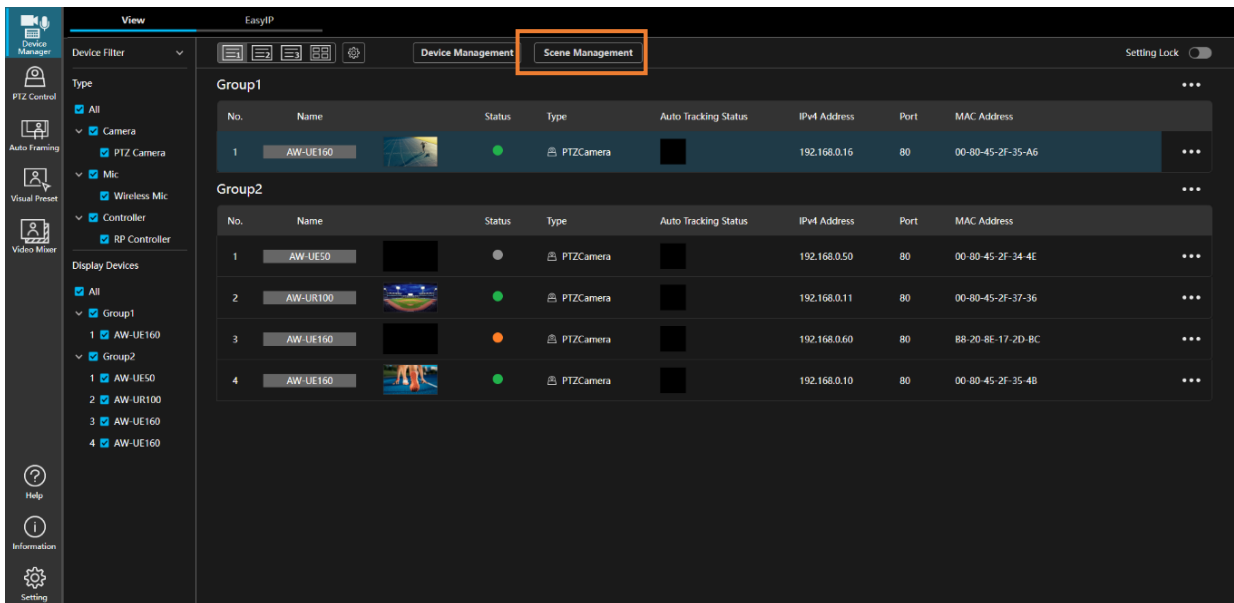 View EasyIP
Device Manager
PTZ Control
Auto Framing
Visual Preset
Video Mixer
Help
Information
Setting
Device Filter
Type
All
Camera
PTZ Camera
Mic
Wireless Mic
Controller
RP Controller
Display Devices
All
Group1
1 AW-UE160
Group2
1 AW-UE50
2 AW-UR100
3 AW-UE160
4 AW-UE160
1 2 3 Device Management Scene Management Setting Lock
Group1
No. Name Status Type Auto Tracking Status IPv4 Address Port MAC Address
1 AW-UE160 PTZCamera 192.168.0.16 80 00-80-45-2F-35-A6
Group2
No. Name Status Type Auto Tracking Status IPv4 Address Port MAC Address
1 AW-UE50 PTZCamera 192.168.0.50 80 00-80-45-2F-34-4E
2 AW-UR100 PTZCamera 192.168.0.11 80 00-80-45-2F-37-36
3 AW-UE160 PTZCamera 192.168.0.60 80 B8-20-8E-17-2D-BC
4 AW-UE160 PTZCamera 192.168.0.10 80 00-80-45-2F-35-4B